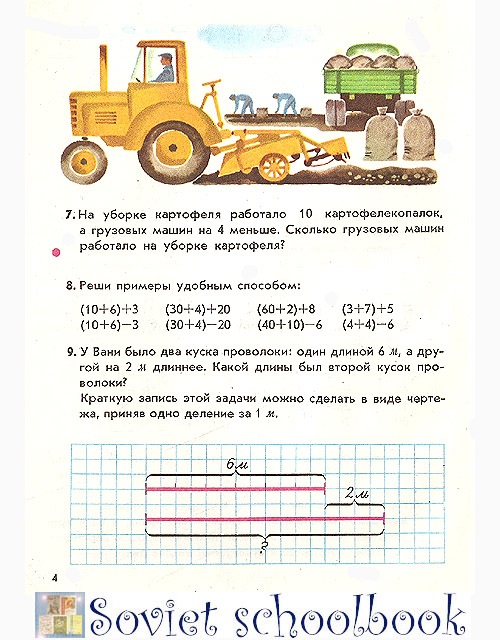 7. На уборке картофеля работало 10 картофелекопалок,
а грузовых машин на 4 меньше. Сколько грузовых машин
работало на уборке картофеля?
8. Реши примеры удобным способом:
(10+6)+3 (30+4)+20 (60+2)+8 (3+7)+5
(10+6)−3 (30+4)−20 (40+10)−6 (4+4)−6
9. У Вани было два куска проволоки: один длиной 6 м, а дру-
гой на 2 м длиннее. Какой длины был второй кусок про-
волоки?
Краткую запись этой задачи можно сделать в виде черте-
жа, приняв одно деление за 1 м.
6 м
2 м
?
4
Soviet schoolbook